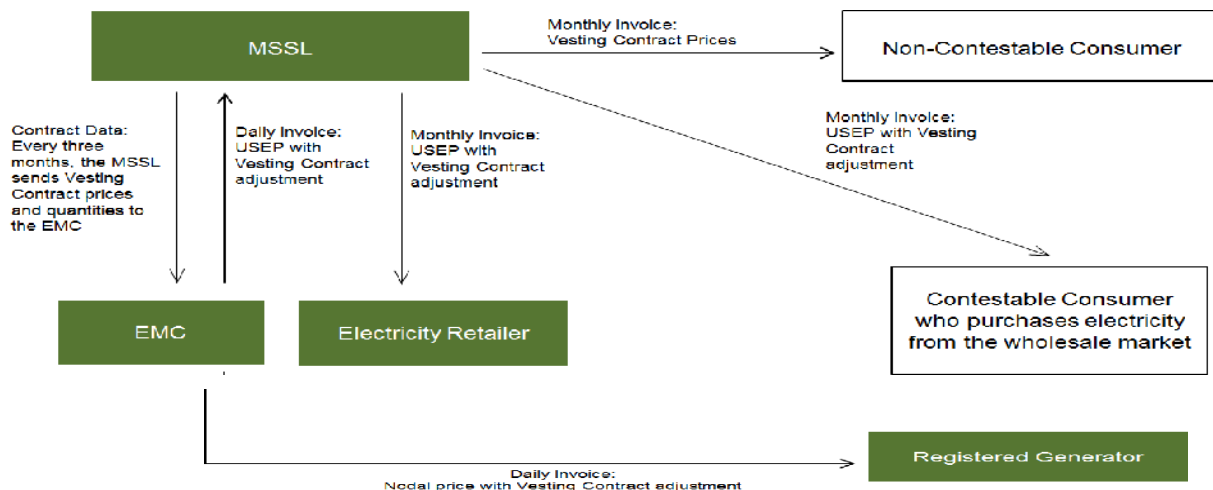 MSSL
Monthly Invoice:
Vesting Contract Prices
Non-Contestable Consumer
Contract Data:
Every three
months, the MSSL
sends Vesting
Contract prices
and quantities to
the EMC
Daily Invoice:
USEP with
Vesting Contract
adjustment
Monthly Invoice:
USEP with
Vesting Contract
adjustment
Monthly Invoice:
USEP with Vesting
Contract
adjustment
EMC
Electricity Retailer
Contestable Consumer
who purchases electricity
from the wholesale market
Registered Generator
Daily Invoice:
Nodal price with Vesting Contract adjustment